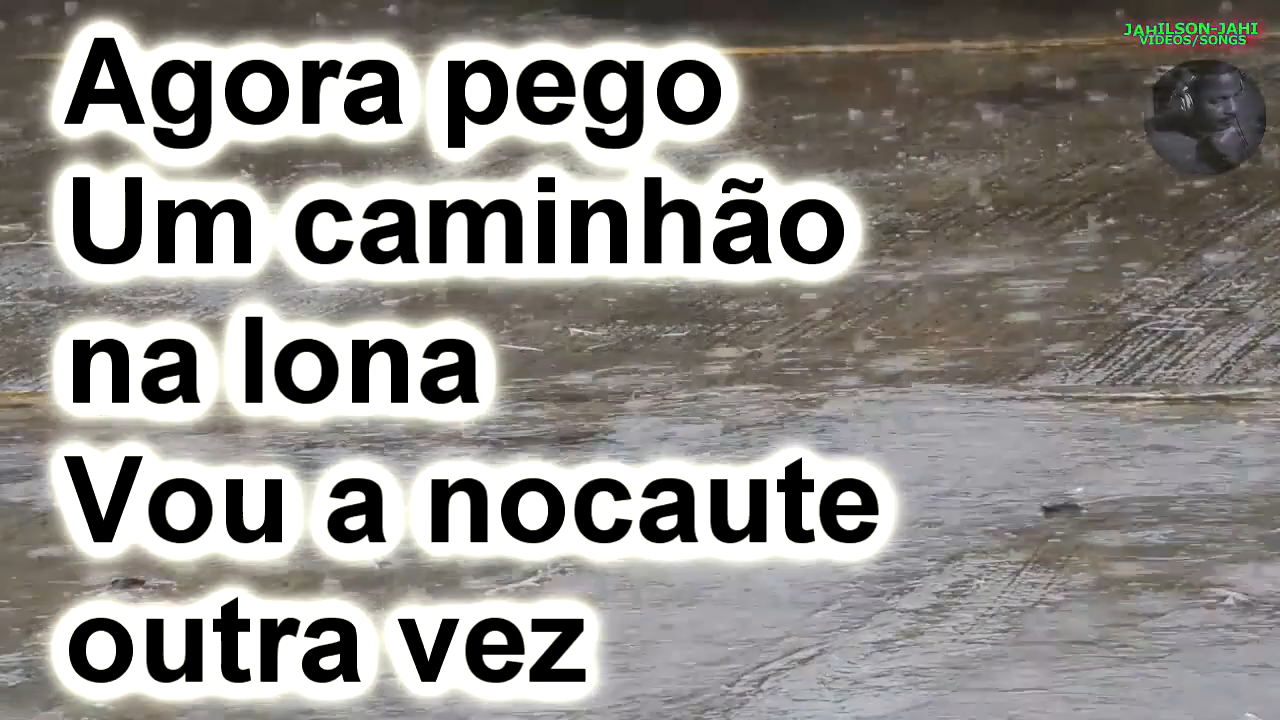 JAHILSON-JAHI
VIDEOS/SONGS
Agora pego
Um caminhão
na lona
Vou a nocaute
outra vez